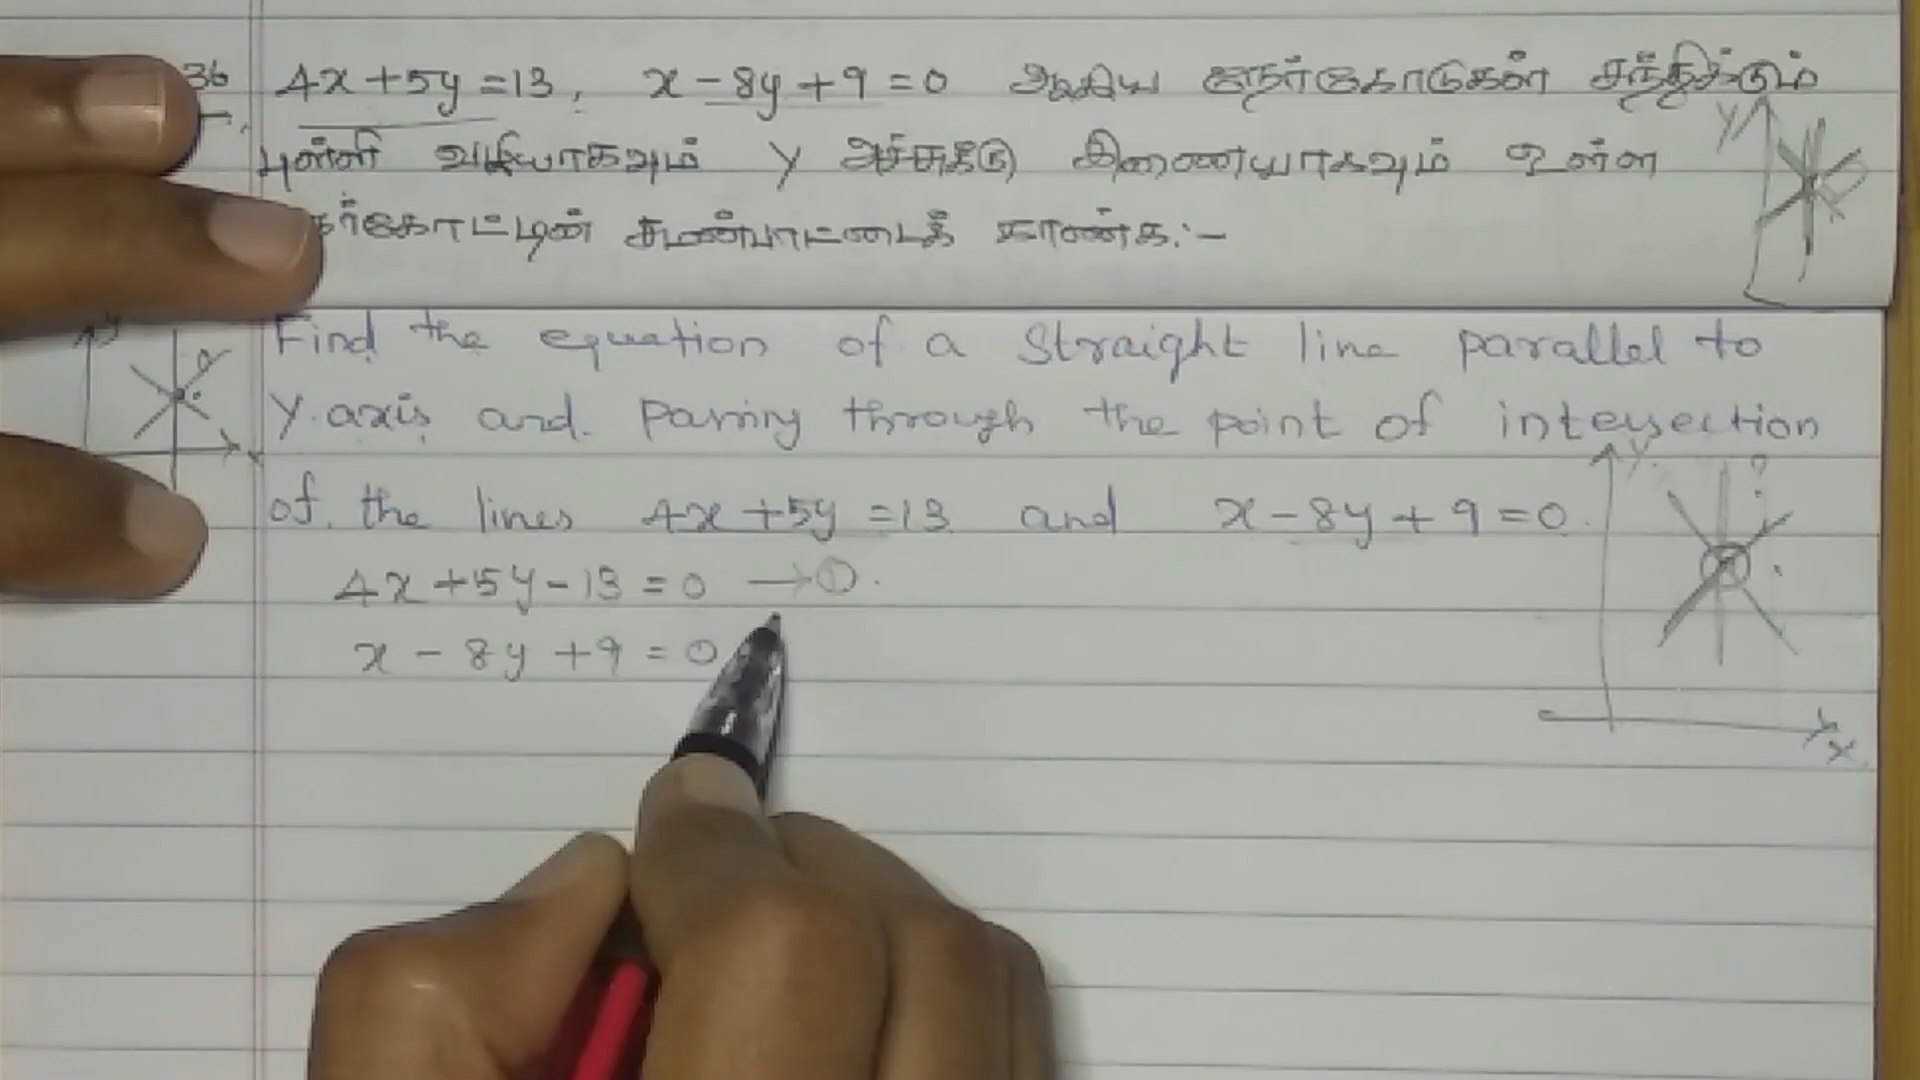 36 4x+5y=13, x-8y+9=0 ஆகிய நேர்கோடுகள் சந்திக்கும்
புள்ளி வழியாகவும் Y அச்சுக்கு இணையாகவும் உள்ள
கோட்டின் சமன்பாட்டைக் காண்க:-
Find the equation of a straight line parallel to
Y.axis and. Passing through the point of intersection
of. the lines 4x+5y=13 and x-8y+9=0.
4x+5y-13=0 →①.
x-8y+9=0
Y
Y
X